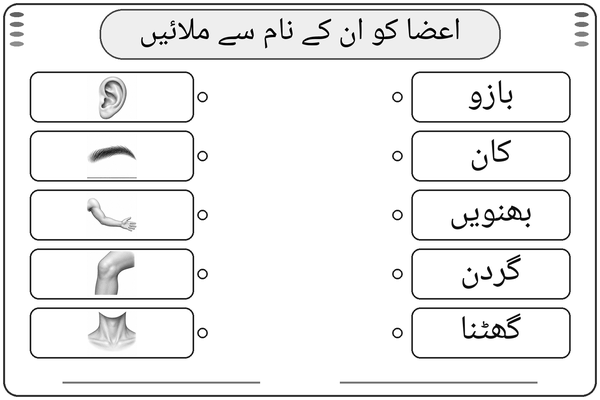 اعضا کو ان کے نام سے ملائیں
بازو
کان
بھنویں
گردن
گھٹنا